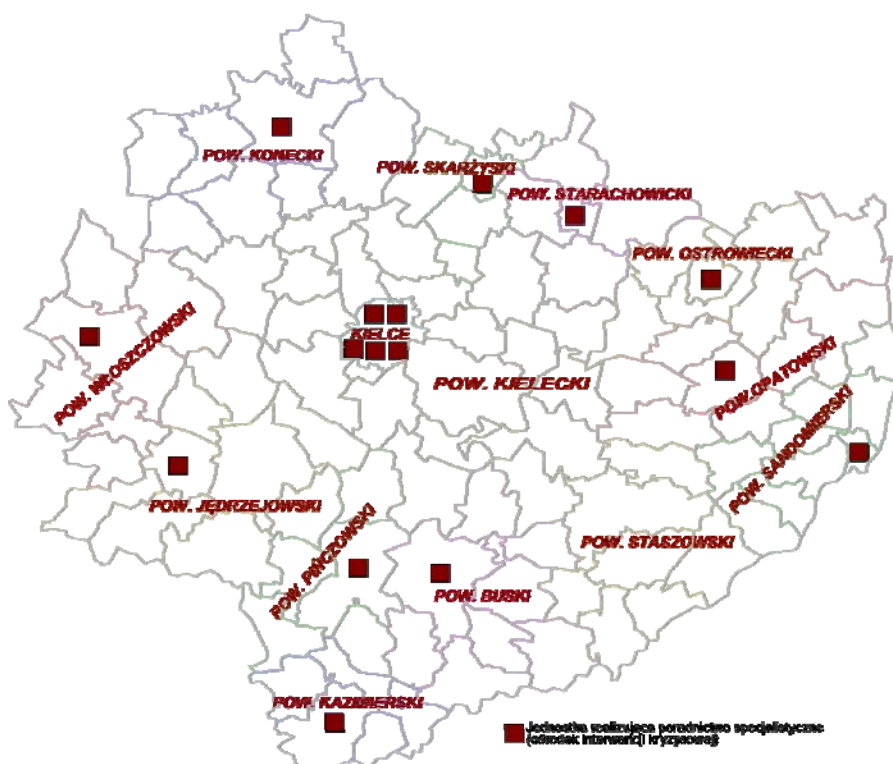 POW. KONECKI
POW. SKARŻYSKI
POW. STARACHOWICKI
POW. OSTROWIECKI
KIELCE
POW. WŁOSZCZOWSKI
POW. KIELECKI
POW.OPATOWSKI
POW. SANDOMIERSKI
POW. JĘDRZEJOWSKI
POW. PIŃCZOWSKI
POW. STASZOWSKI
POW. BUSKI
POW. KAZIMIERSKI
Jednostka realizująca poradnictwo specjalistyczne
(ośrodek interwencji kryzysowej)